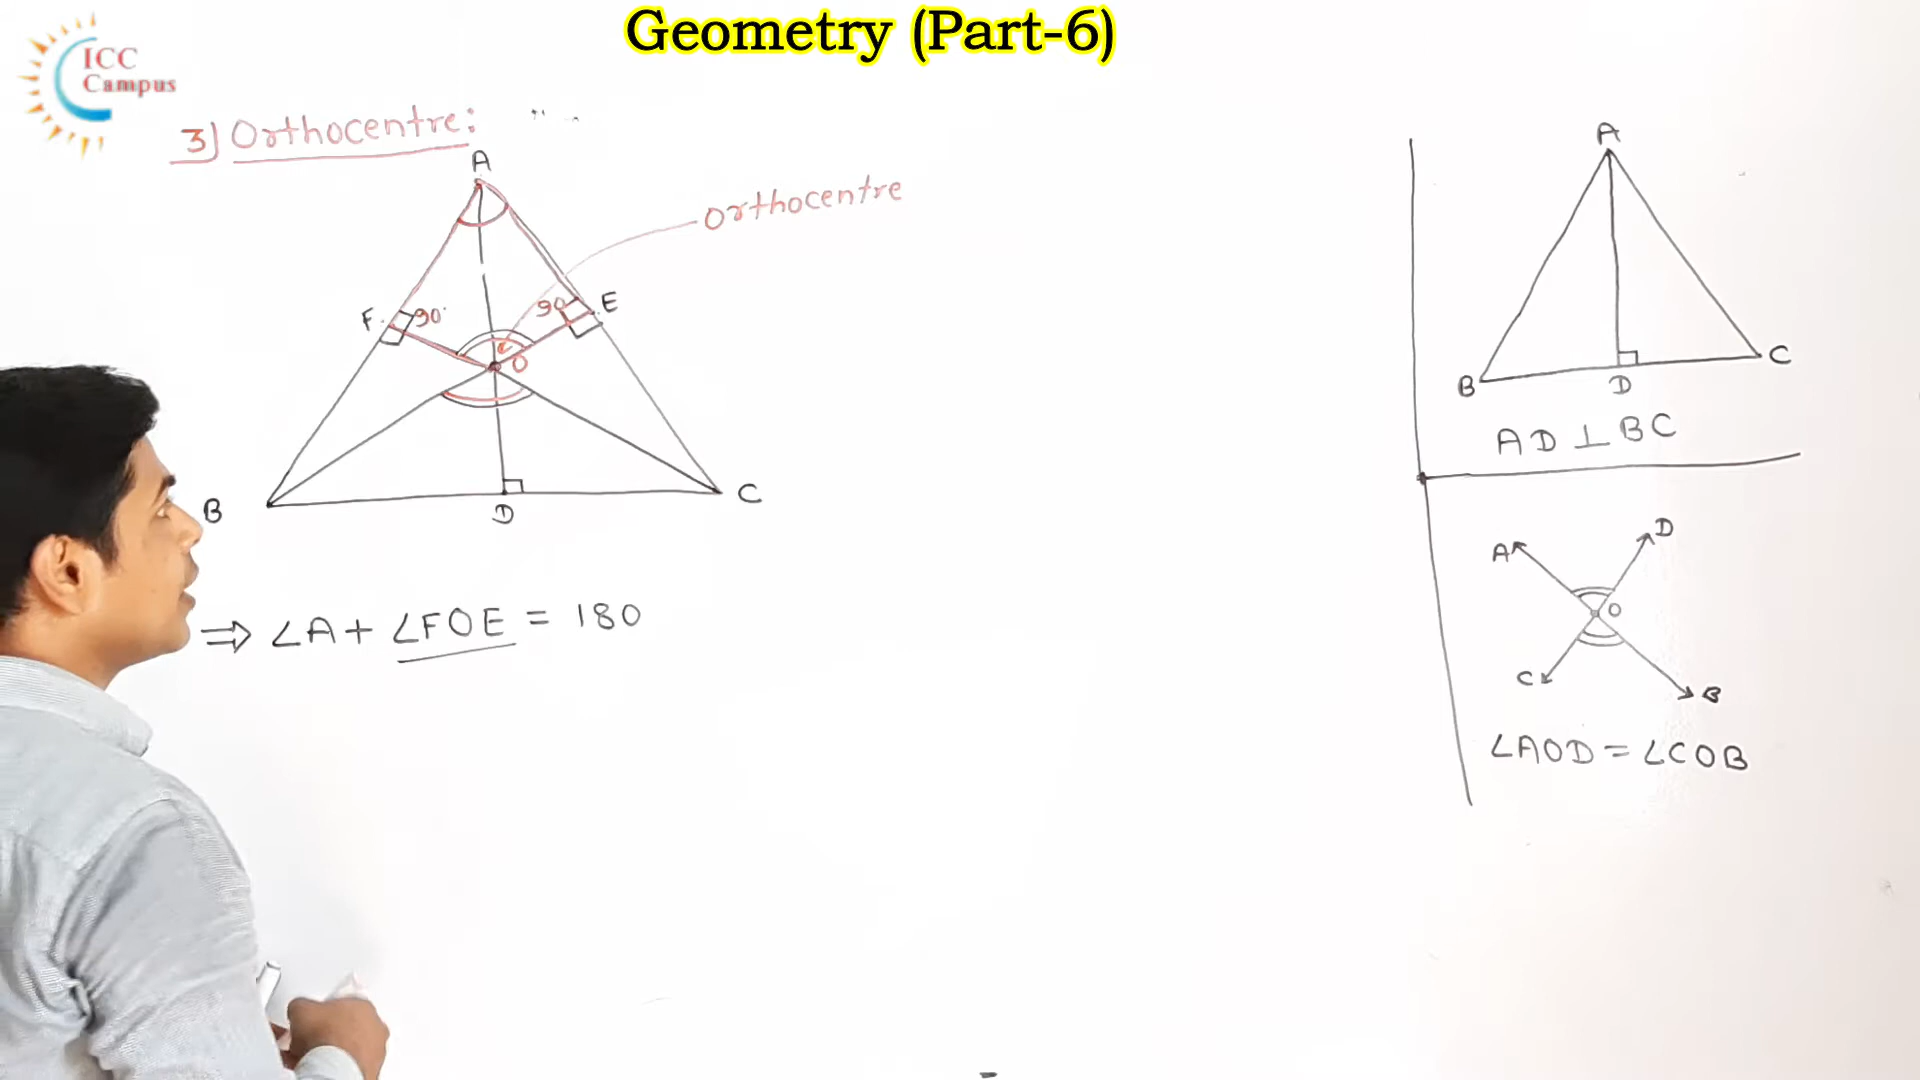 Geometry (Part-6)
ICC
Campus
3) Orthocentre:
A
orthocentre
F
90°
90
E
O
B
D
C
⇒ ∠A + ∠FOE = 180
A
B
D
C
AD ⊥ BC
A
D
O
C
B
∠AOD = ∠COB